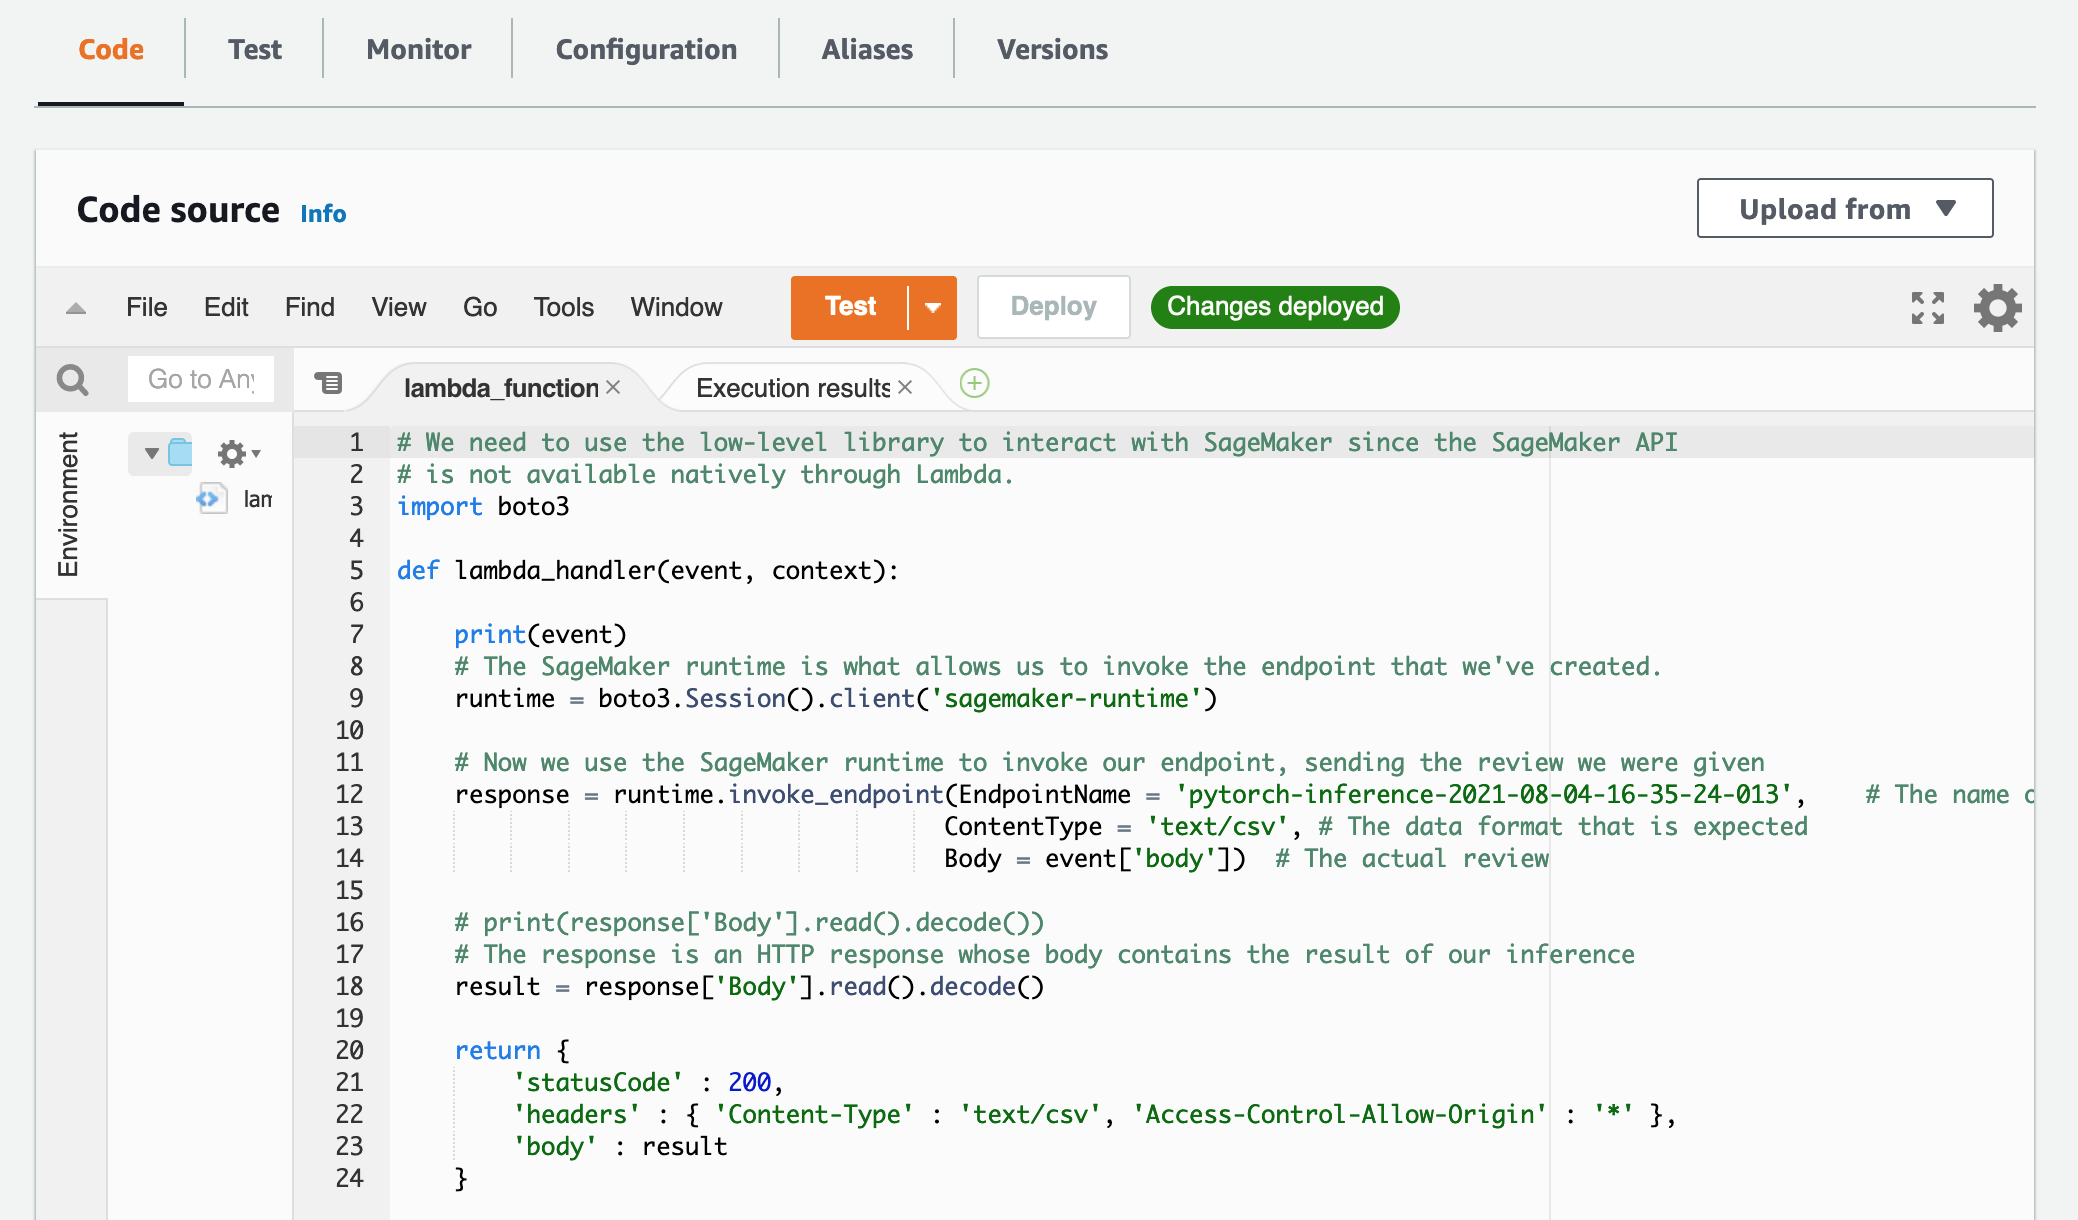 Code Test Monitor Configuration Aliases Versions
Code source Info
Upload from
File Edit Find View Go Tools Window Test Deploy Changes deployed
Go to Any
lambda_function Execution results
Environment
lam
1 # We need to use the low-level library to interact with SageMaker since the SageMaker API
2 # is not available natively through Lambda.
3 import boto3
4
5 def lambda_handler(event, context):
6
7     print(event)
8     # The SageMaker runtime is what allows us to invoke the endpoint that we've created.
9     runtime = boto3.Session().client('sagemaker-runtime')
10
11     # Now we use the SageMaker runtime to invoke our endpoint, sending the review we were given
12     response = runtime.invoke_endpoint(EndpointName = 'pytorch-inference-2021-08-04-16-35-24-013',    # The name
13                                       ContentType = 'text/csv', # The data format that is expected
14                                       Body = event['body'])  # The actual review
15
16     # print(response['Body'].read().decode())
17     # The response is an HTTP response whose body contains the result of our inference
18     result = response['Body'].read().decode()
19
20     return {
21         'statusCode' : 200,
22         'headers' : { 'Content-Type' : 'text/csv', 'Access-Control-Allow-Origin' : '*' },
23         'body' : result
24     }